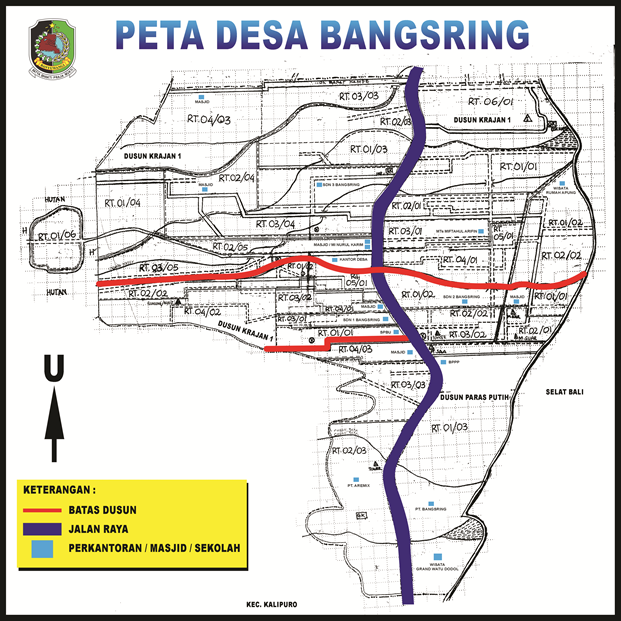 PETA DESA BANGSRING
RT. 03/03
RT. 06/01
MASJID
RT. 04/03
RT. 02/03
DUSUN KRAJAN 1
RT. 01/03
DUSUN KRAJAN 1
RT. 02/04
RT. 01/01
MASJID
SDN 3 BANGSRING
WISATA
RUMAH APUNG
HUTAN
RT. 01/04
RT. 02/01
RT. 03/04
RT. 03/01
MTs MIFTAHUL ARIFIN
RT. 05/01
RT. 01/02
RT. 01/06
H
H
RT. 02/05
MASJID NURUL KARIM
RT. 02/02
KANTOR DESA
RT. 04/01
RT. 03/05
RT. 01/02
RT. 05/01
HUTAN
RT. 02/02
RT. 03/02
RT. 01/02
SDN 2 BANGSRING
MASJID
RT. 01/01
RT. 04/02
RT. 03/02
MASJID
RT. 03/02
RT. 03/01
SDN 1 BANGSRING
RT. 02/02
RT. 02/01
DUSUN KRAJAN 1
RT. 01/01
SPBU
RT. 04/03
MASJID
BPPP
U
RT. 03/03
DUSUN PARAS PUTIH
SELAT BALI
RT. 01/03
RT. 02/03
PT. AREMIX
PT. BANGSRING
KETERANGAN :
BATAS DUSUN
JALAN RAYA
PERKANTORAN / MASJID / SEKOLAH
WISATA
GRAND WATU DODOL
KEC. KALIPURO